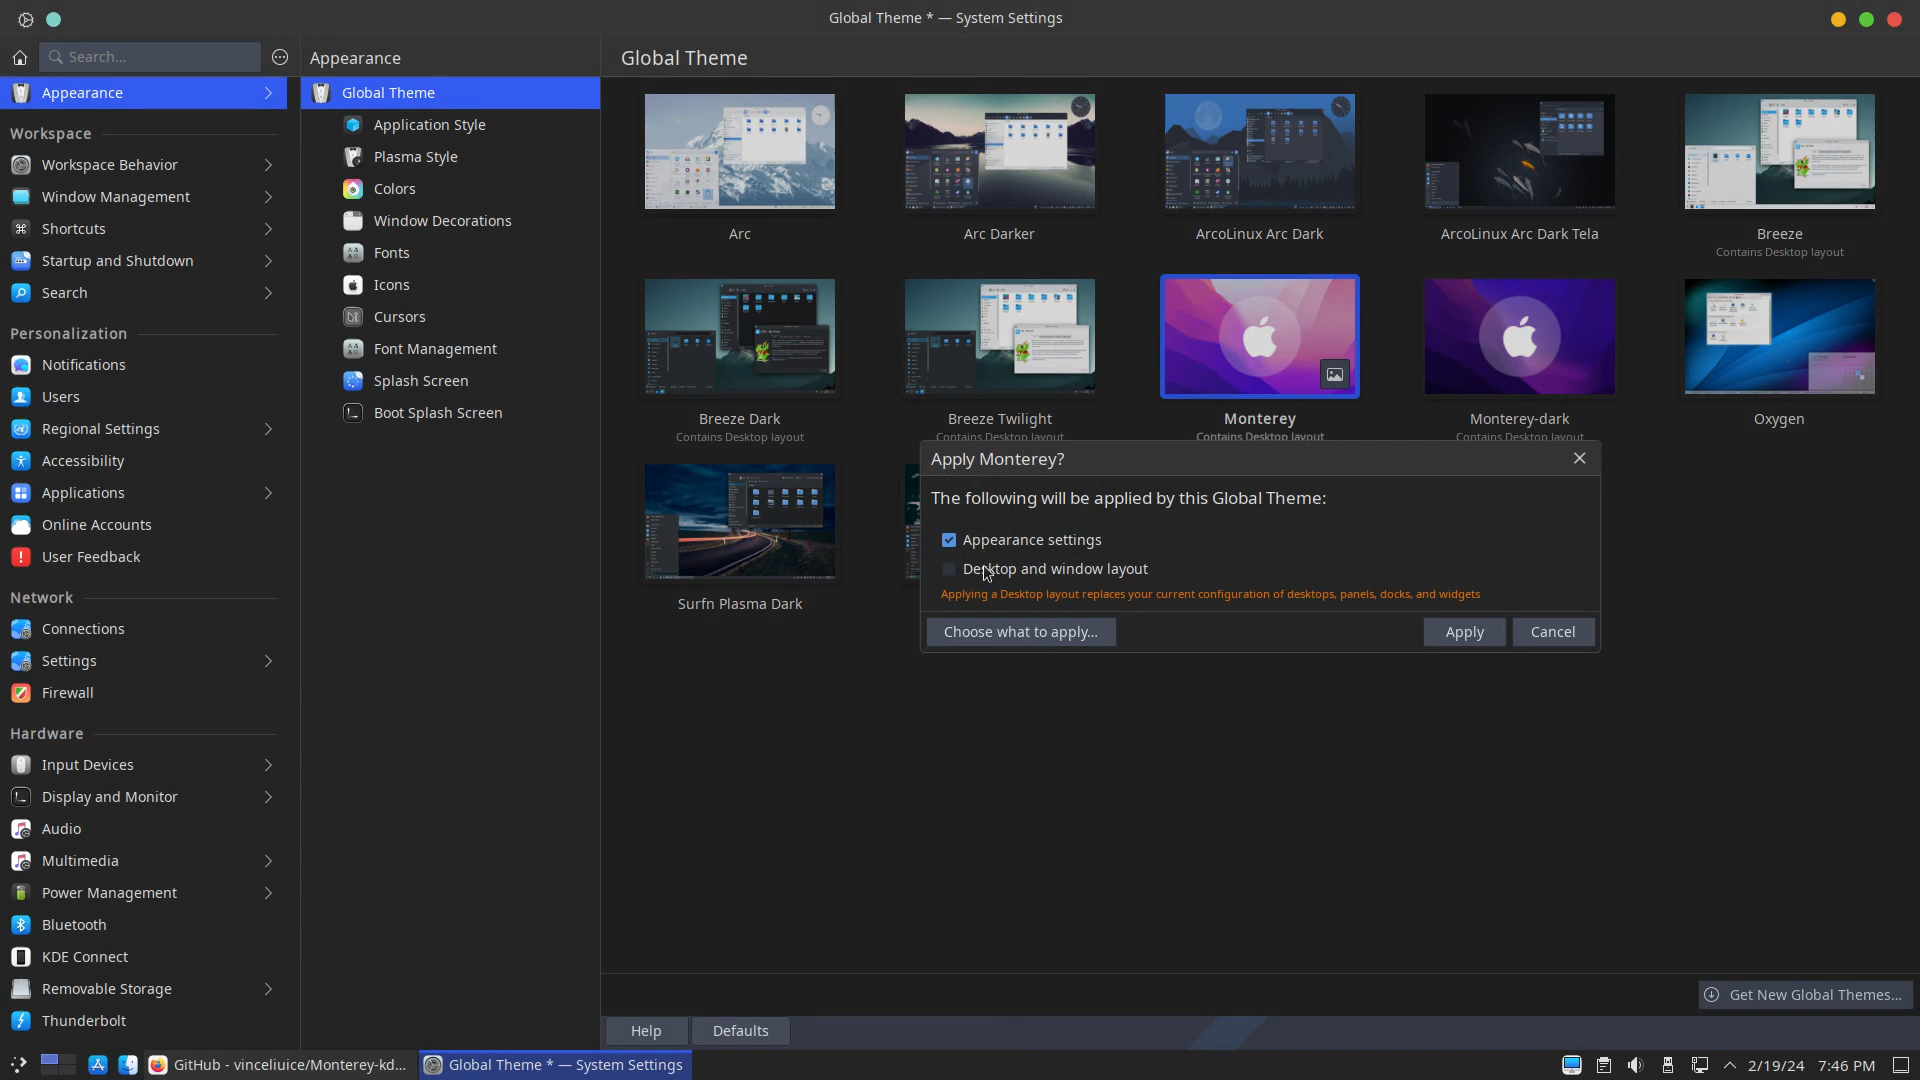 Global Theme * — System Settings
Search...
Appearance
Global Theme
Appearance
Workspace
Workspace Behavior
Window Management
Shortcuts
Startup and Shutdown
Search
Personalization
Notifications
Users
Regional Settings
Accessibility
Applications
Online Accounts
User Feedback
Network
Connections
Settings
Firewall
Hardware
Input Devices
Display and Monitor
Audio
Multimedia
Power Management
Bluetooth
KDE Connect
Removable Storage
Thunderbolt
Global Theme
Application Style
Plasma Style
Colors
Window Decorations
Fonts
Icons
Cursors
Font Management
Splash Screen
Boot Splash Screen
Arc
Arc Darker
ArcoLinux Arc Dark
ArcoLinux Arc Dark Tela
Breeze
Contains Desktop layout
Breeze Dark
Contains Desktop layout
Breeze Twilight
Contains Desktop layout
Monterey
Contains Desktop layout
Monterey-dark
Contains Desktop layout
Oxygen
Surfn Plasma Dark
Apply Monterey?
The following will be applied by this Global Theme:
Appearance settings
Desktop and window layout
Applying a Desktop layout replaces your current configuration of desktops, panels, docks, and widgets
Choose what to apply...
Apply
Cancel
Get New Global Themes...
Help
Defaults
GitHub - vinceliuice/Monterey-kd...
Global Theme * — System Settings
2/19/24
7:46 PM